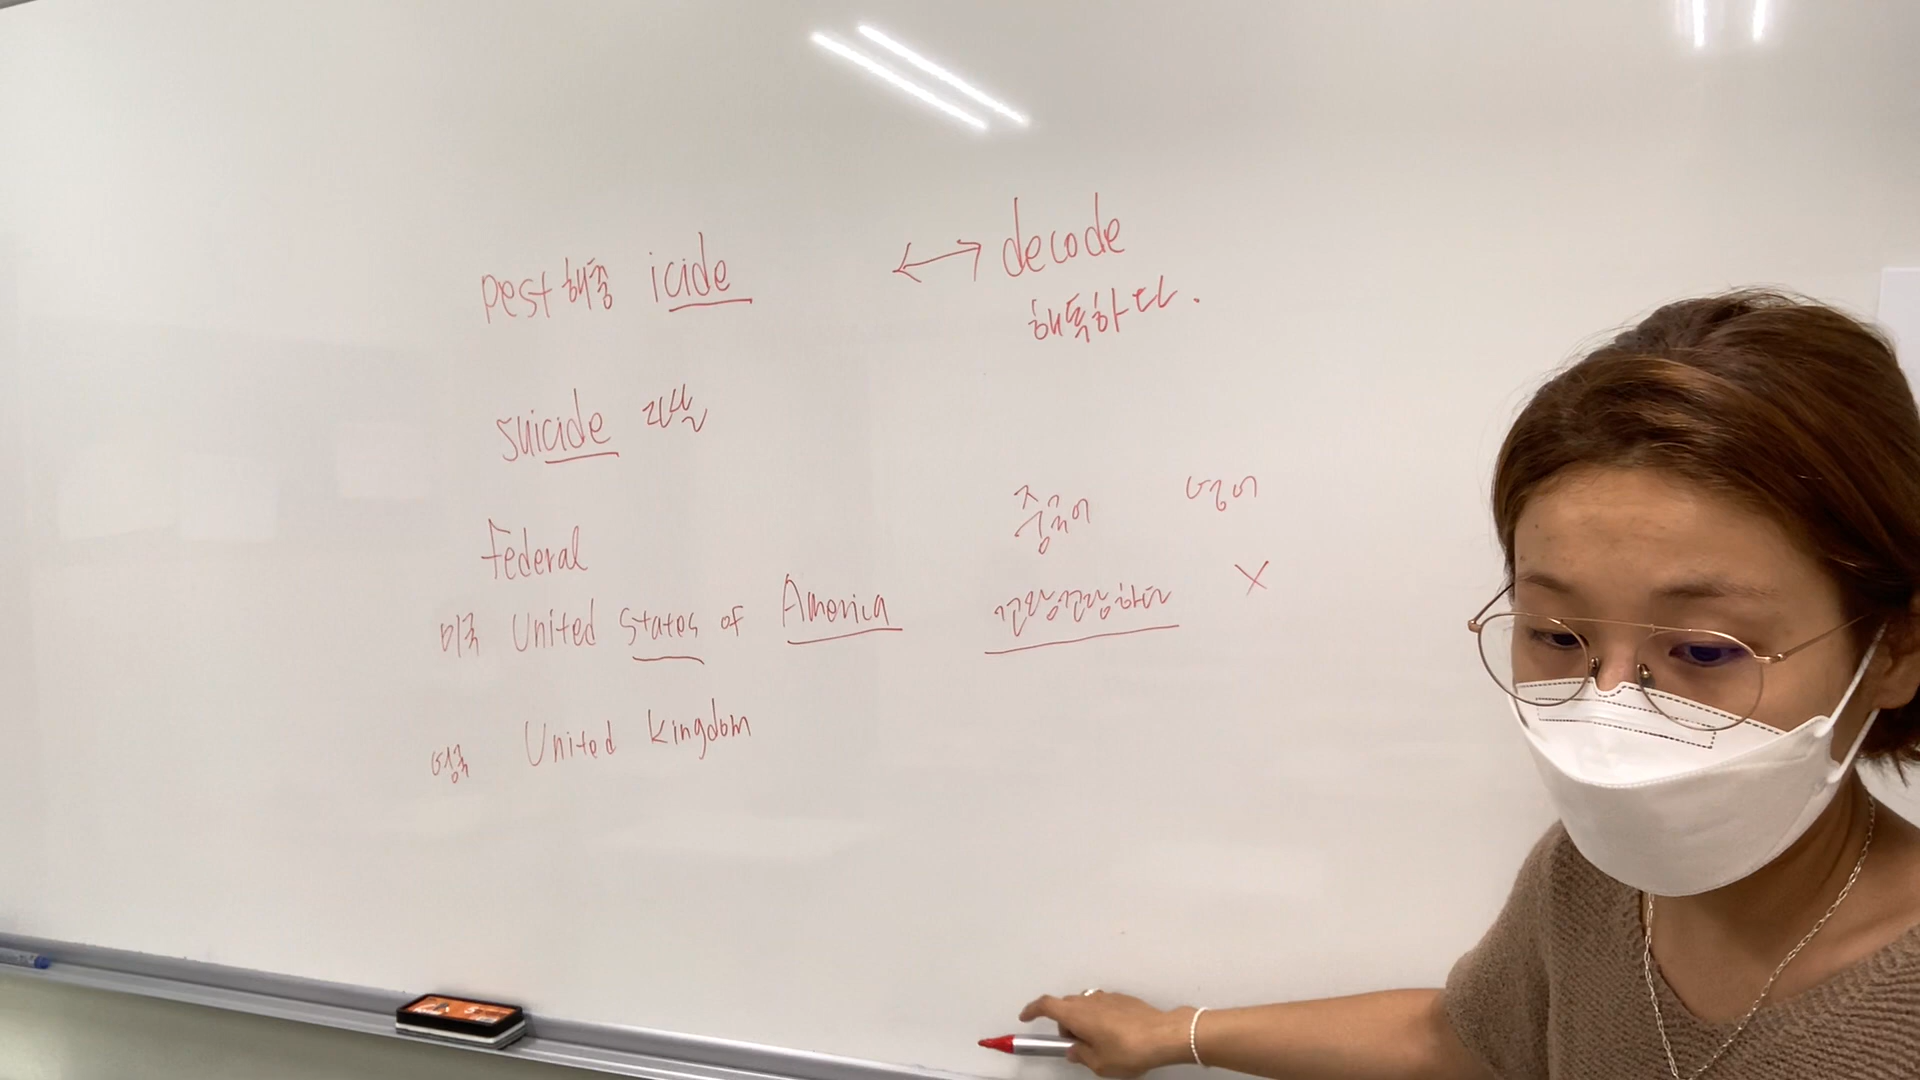 pest 해충 icide ↔ decode
해독하다.
suicide 자살
중국어 영어
federal
미국 United States of America X
영국 United kingdom